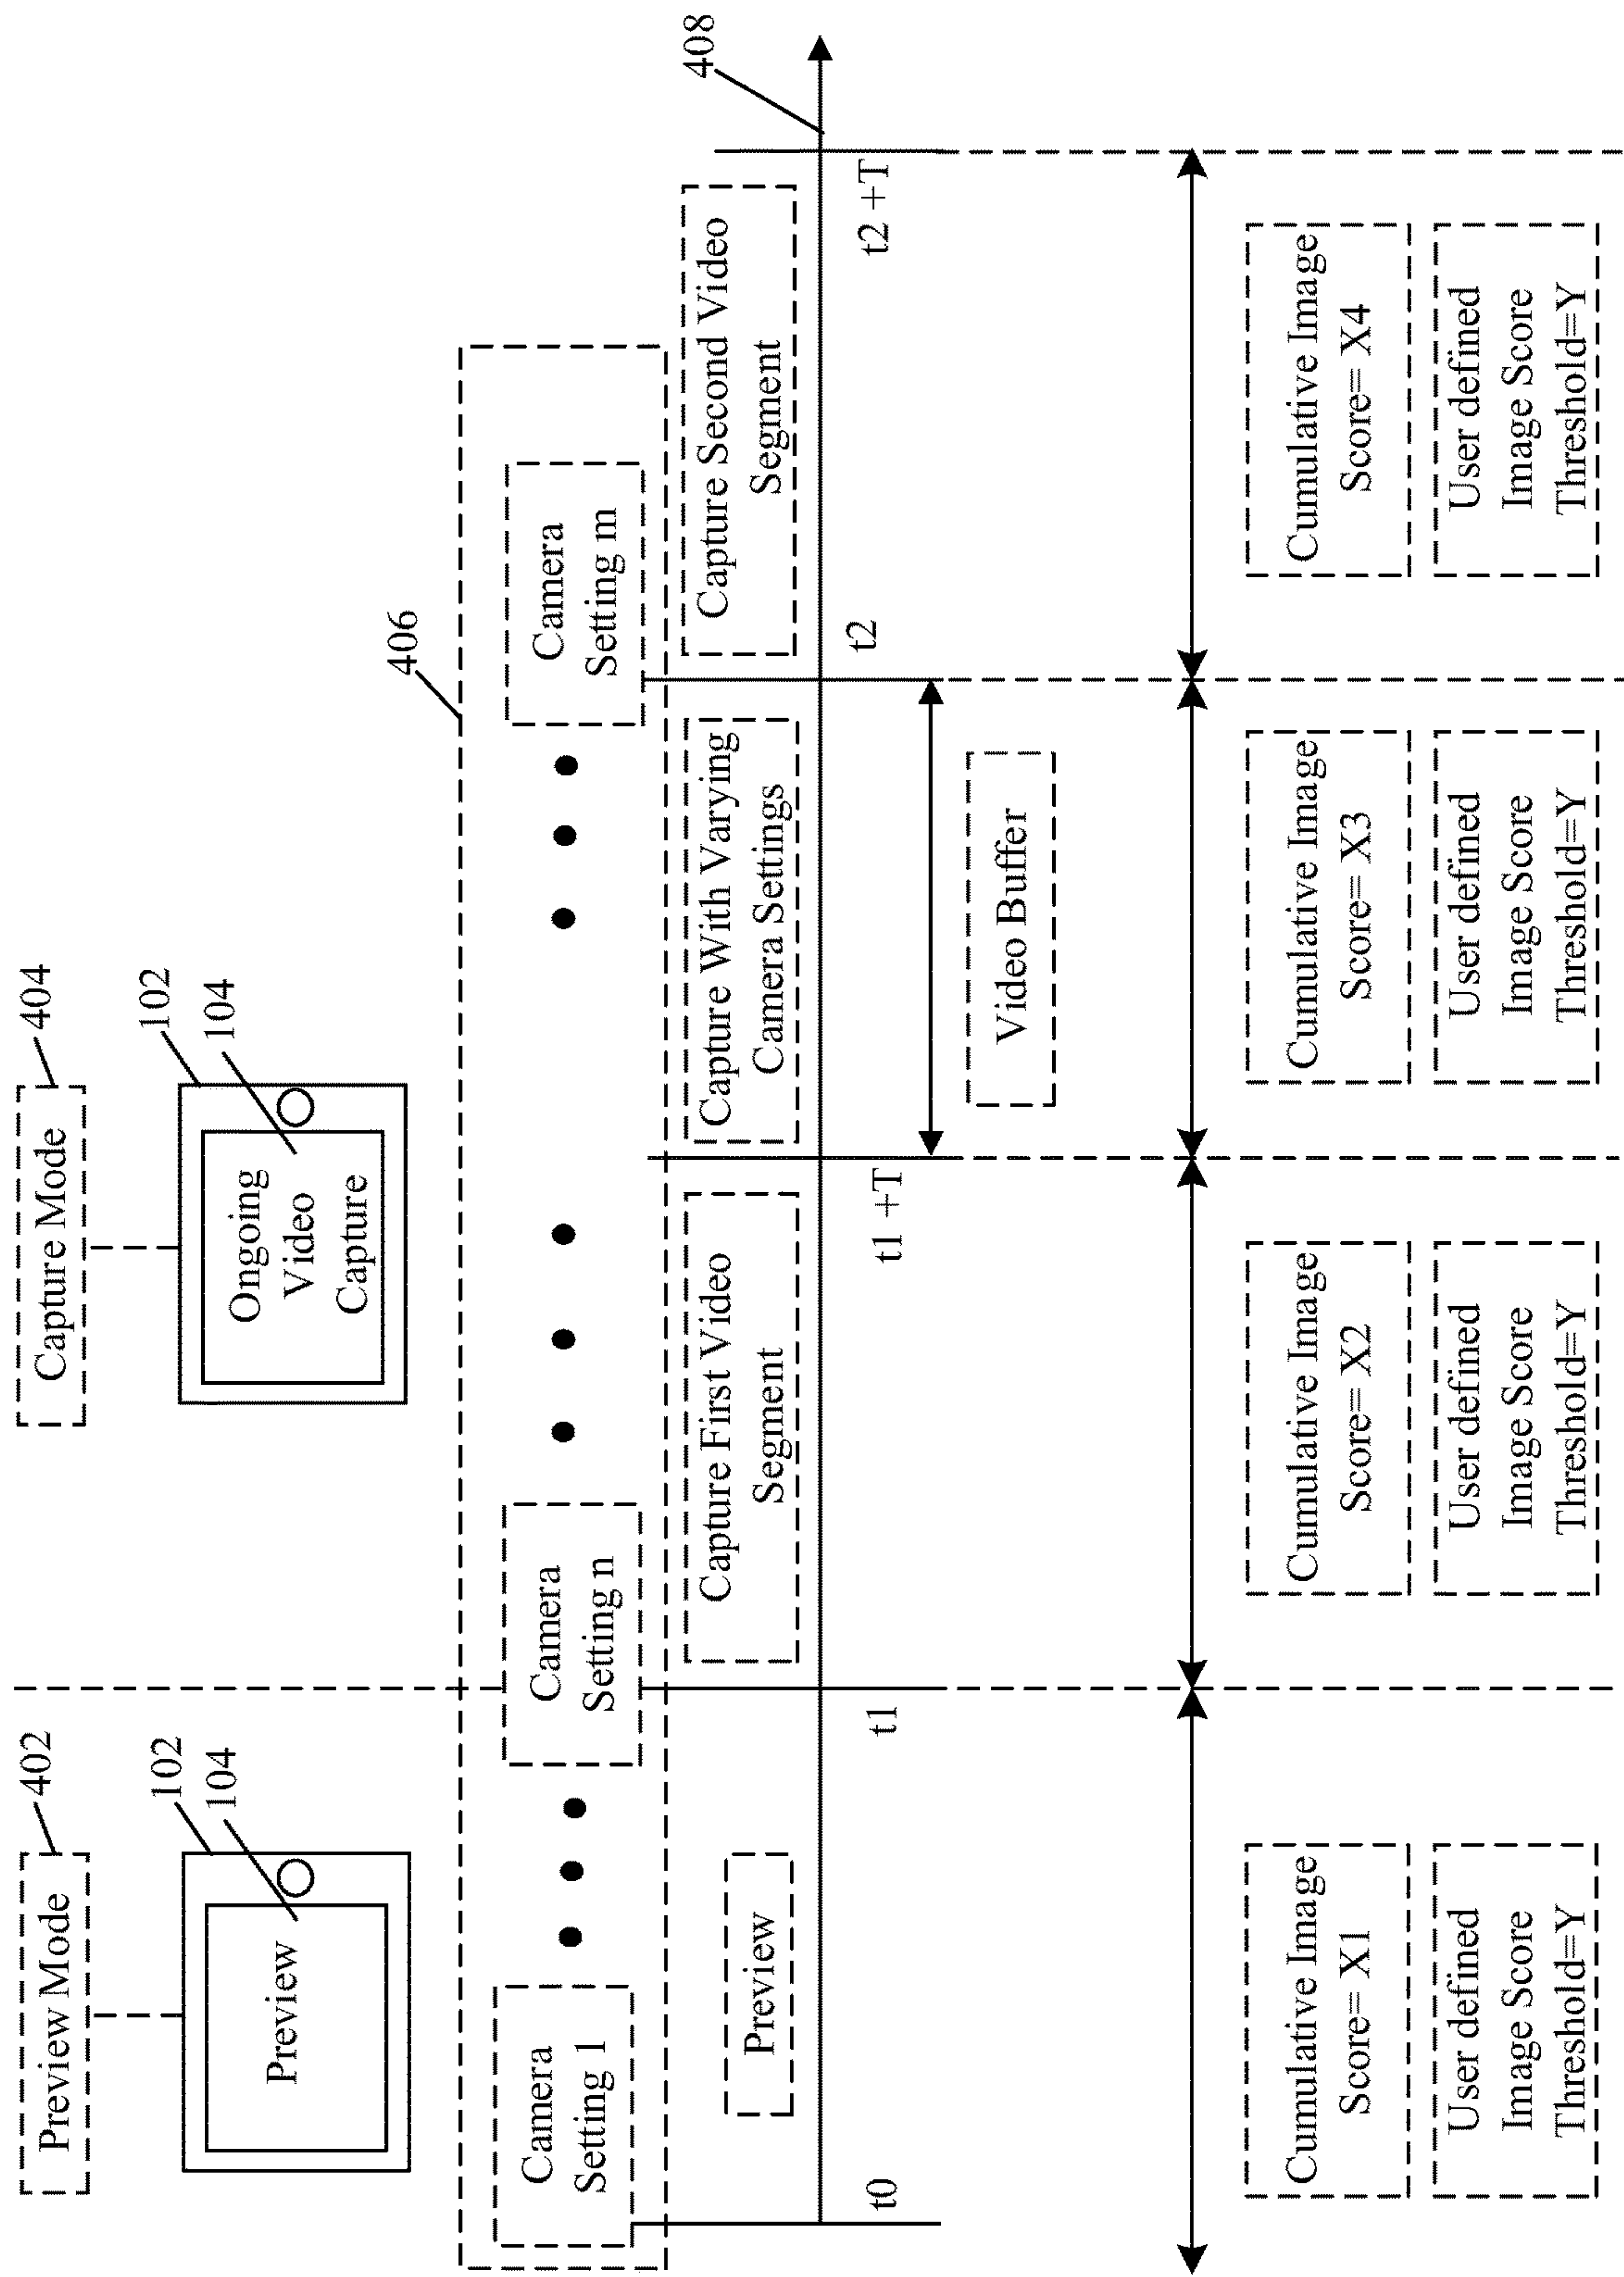 Preview Mode
402
102
104
Preview
Capture Mode
404
102
104
Ongoing
Video
Capture
406
Camera
Setting 1
Camera
Setting n
Camera
Setting m
Preview
Capture First Video
Segment
Capture With Varying
Camera Settings
Capture Second Video
Segment
408
t0
t1
t1 +T
t2
t2 +T
Video Buffer
Cumulative Image
Score= X1
User defined
Image Score
Threshold=Y
Cumulative Image
Score= X2
User defined
Image Score
Threshold=Y
Cumulative Image
Score= X3
User defined
Image Score
Threshold=Y
Cumulative Image
Score= X4
User defined
Image Score
Threshold=Y